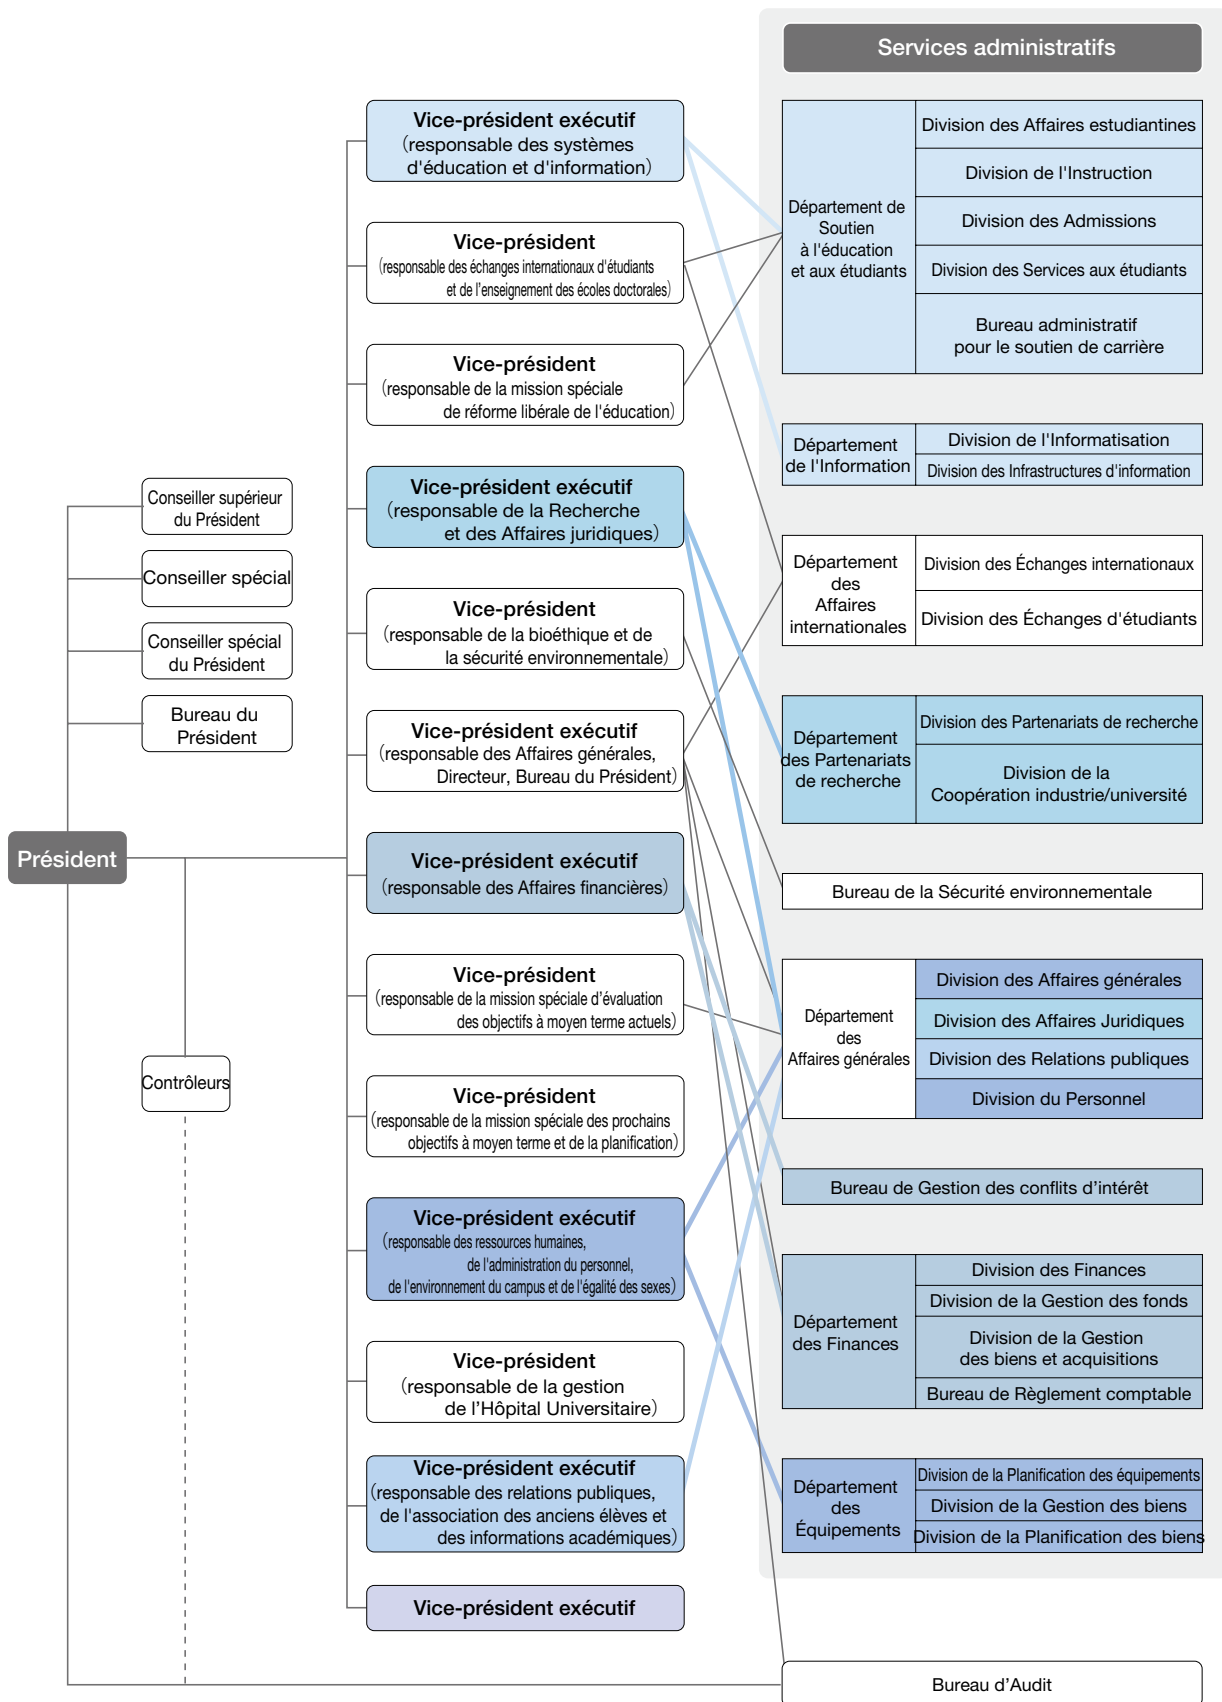 Services administratifs
Président
Conseiller supérieur
du Président
Conseiller spécial
Conseiller spécial
du Président
Bureau du
Président
Contrôleurs
Vice-président exécutif
(responsable des systèmes
d'éducation et d'information)
Vice-président
(responsable des échanges internationaux d'étudiants
et de l’enseignement des écoles doctorales)
Vice-président
(responsable de la mission spéciale
de réforme libérale de l'éducation)
Vice-président exécutif
(responsable de la Recherche
et des Affaires juridiques)
Vice-président
(responsable de la bioéthique et de
la sécurité environnementale)
Vice-président exécutif
(responsable des Affaires générales,
Directeur, Bureau du Président)
Vice-président exécutif
(responsable des Affaires financières)
Vice-président
(responsable de la mission spéciale d’évaluation
des objectifs à moyen terme actuels)
Vice-président
(responsable de la mission spéciale des prochains
objectifs à moyen terme et de la planification)
Vice-président exécutif
(responsable des ressources humaines,
de l'administration du personnel,
de l'environnement du campus et de l'égalité des sexes)
Vice-président
(responsable de la gestion
de l’Hôpital Universitaire)
Vice-président exécutif
(responsable des relations publiques,
de l'association des anciens élèves et
des informations académiques)
Vice-président exécutif
Département de
Soutien
à l'éducation
et aux étudiants
Division des Affaires estudiantines
Division de l'Instruction
Division des Admissions
Division des Services aux étudiants
Bureau administratif
pour le soutien de carrière
Département
de l'Information
Division de l'Informatisation
Division des Infrastructures d'information
Département
des
Affaires
internationales
Division des Échanges internationaux
Division des Échanges d'étudiants
Département
des Partenariats
de recherche
Division des Partenariats de recherche
Division de la
Coopération industrie/université
Bureau de la Sécurité environnementale
Département
des
Affaires générales
Division des Affaires générales
Division des Affaires Juridiques
Division des Relations publiques
Division du Personnel
Bureau de Gestion des conflits d’intérêt
Département
des Finances
Division des Finances
Division de la Gestion des fonds
Division de la Gestion
des biens et acquisitions
Bureau de Règlement comptable
Département
des
Équipements
Division de la Planification des équipements
Division de la Gestion des biens
Division de la Planification des biens
Bureau d’Audit